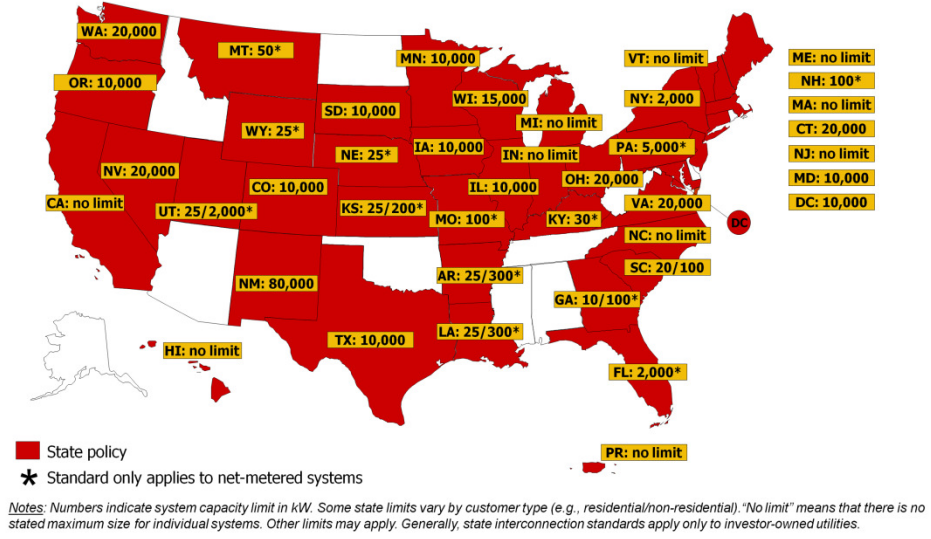 WA: 20,000
MT: 50*
MN: 10,000
VT: no limit
ME: no limit
OR: 10,000
NH: 100*
SD: 10,000
WI: 15,000
NY: 2,000
MA: no limit
MI: no limit
WY: 25*
CT: 20,000
NE: 25*
IA: 10,000
IN: no limit
PA: 5,000*
NJ: no limit
NV: 20,000
OH: 20,000
MD: 10,000
CO: 10,000
IL: 10,000
CA: no limit
UT: 25/2,000*
KS: 25/200*
MO: 100*
KY: 30*
VA: 20,000
DC: 10,000
DC
NC: no limit
AR: 25/300*
SC: 20/100
NM: 80,000
GA: 10/100*
LA: 25/300*
TX: 10,000
HI: no limit
FL: 2,000*
PR: no limit
State policy
* Standard only applies to net-metered systems
Notes: Numbers indicate system capacity limit in kW. Some state limits vary by customer type (e.g., residential/non-residential).“No limit” means that there is no
stated maximum size for individual systems. Other limits may apply. Generally, state interconnection standards apply only to investor-owned utilities.